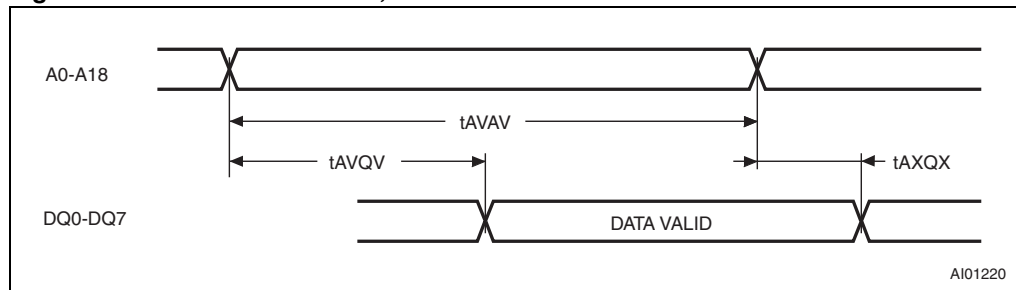 A0-A18
tAVAV
tAVQV
tAXQX
DQ0-DQ7
DATA VALID
AI01220